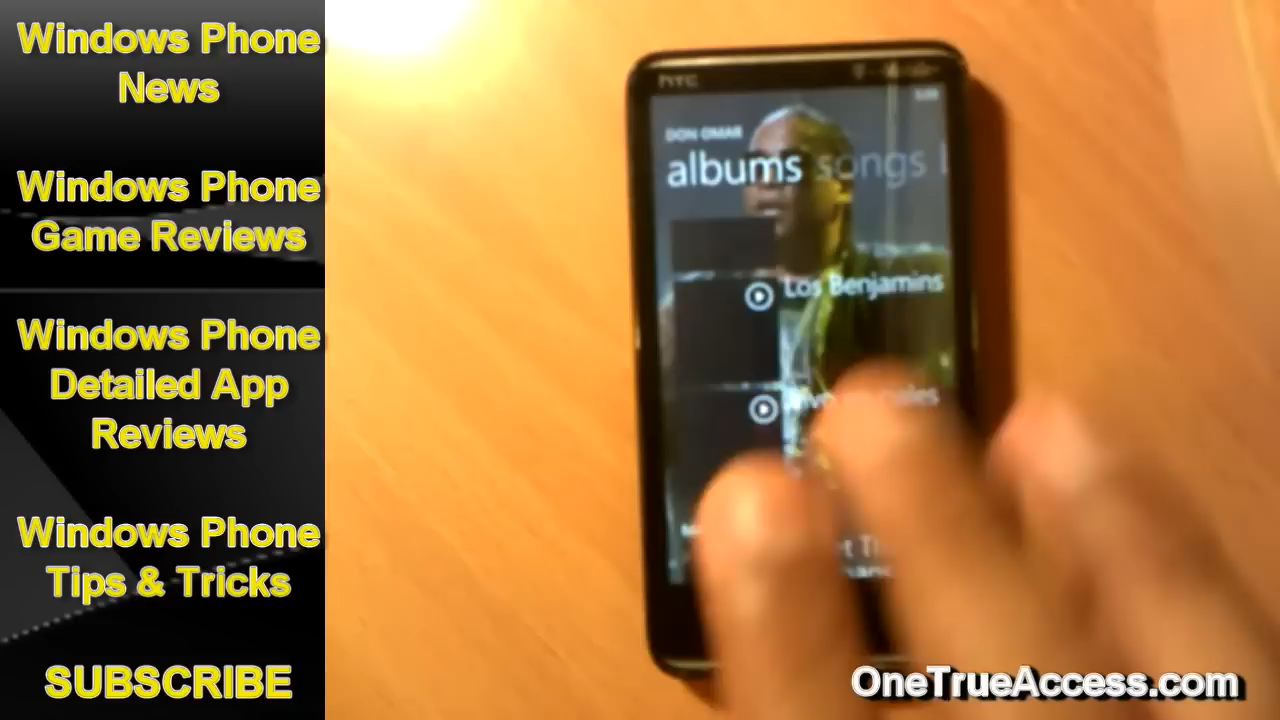 Windows Phone
News
Windows Phone
Game Reviews
Windows Phone
Detailed App
Reviews
Windows Phone
Tips & Tricks
SUBSCRIBE
hTC
DON OMAR
albums songs
Los Benjamins
OneTrueAccess.com